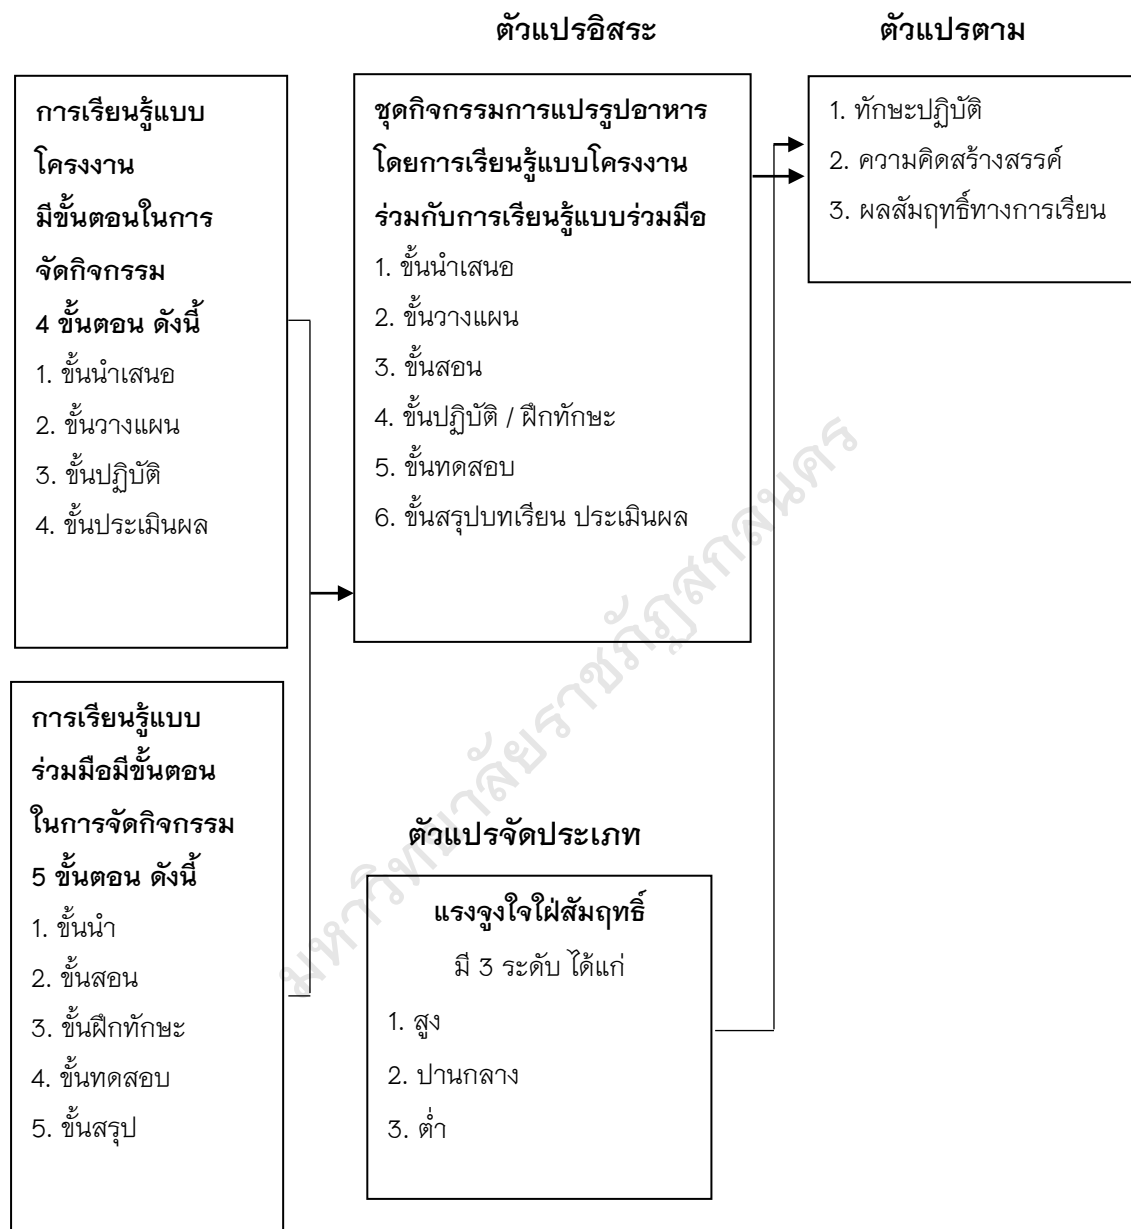 ตัวแปรอิสระ
ตัวแปรตาม
การเรียนรู้แบบ
โครงงาน
มีขั้นตอนในการ
จัดกิจกรรม
4 ขั้นตอน ดังนี้
1. ขั้นนำเสนอ
2. ขั้นวางแผน
3. ขั้นปฏิบัติ
4. ขั้นประเมินผล
การเรียนรู้แบบ
ร่วมมือมีขั้นตอน
ในการจัดกิจกรรม
5 ขั้นตอน ดังนี้
1. ขั้นนำ
2. ขั้นสอน
3. ขั้นฝึกทักษะ
4. ขั้นทดสอบ
5. ขั้นสรุป
ชุดกิจกรรมการแปรรูปอาหาร
โดยการเรียนรู้แบบโครงงาน
ร่วมกับการเรียนรู้แบบร่วมมือ
1. ขั้นนำเสนอ
2. ขั้นวางแผน
3. ขั้นสอน
4. ขั้นปฏิบัติ / ฝึกทักษะ
5. ขั้นทดสอบ
6. ขั้นสรุปบทเรียน ประเมินผล
ตัวแปรจัดประเภท
แรงจูงใจใฝ่สัมฤทธิ์
มี 3 ระดับ ได้แก่
1. สูง
2. ปานกลาง
3. ต่ำ
1. ทักษะปฏิบัติ
2. ความคิดสร้างสรรค์
3. ผลสัมฤทธิ์ทางการเรียน
มหาวิทยาลัยราชภัฏสกลนคร